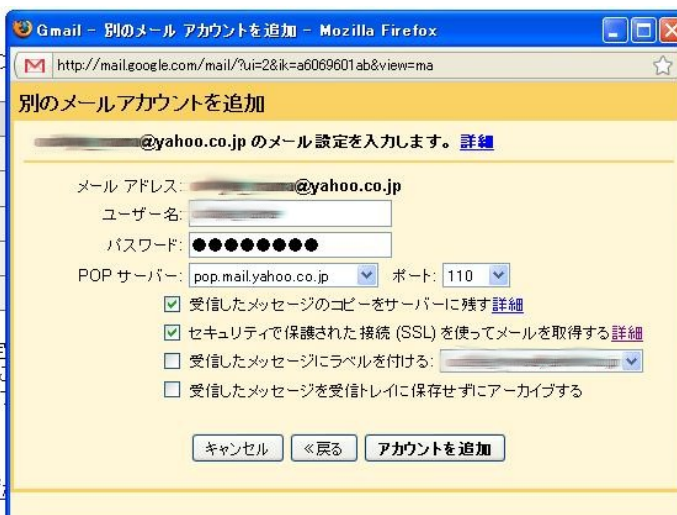 Gmail - 別のメール アカウントを追加 - Mozilla Firefox
http://mail.google.com/mail/?ui=2&ik=a6069601ab&view=ma
別のメールアカウントを追加
@yahoo.co.jp のメール設定を入力します。 詳細
メール アドレス: @yahoo.co.jp
ユーザー名:
パスワード: ●●●●●●●●
POP サーバー: pop.mail.yahoo.co.jp ポート: 110
受信したメッセージのコピーをサーバーに残す 詳細
セキュリティで保護された接続 (SSL) を使ってメールを取得する 詳細
受信したメッセージにラベルを付ける:
受信したメッセージを受信トレイに保存せずにアーカイブする
キャンセル «戻る アカウントを追加